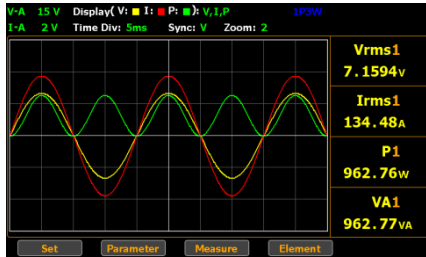 V-A 15 V Display( V: I: P: ): V,I,P 1P3W
I-A 2 V Time Div: 5ms Sync: V Zoom: 2
Vrms1
7.1594V
Irms1
134.48A
P1
962.76W
VA1
962.77VA
Set Parameter Measure Element